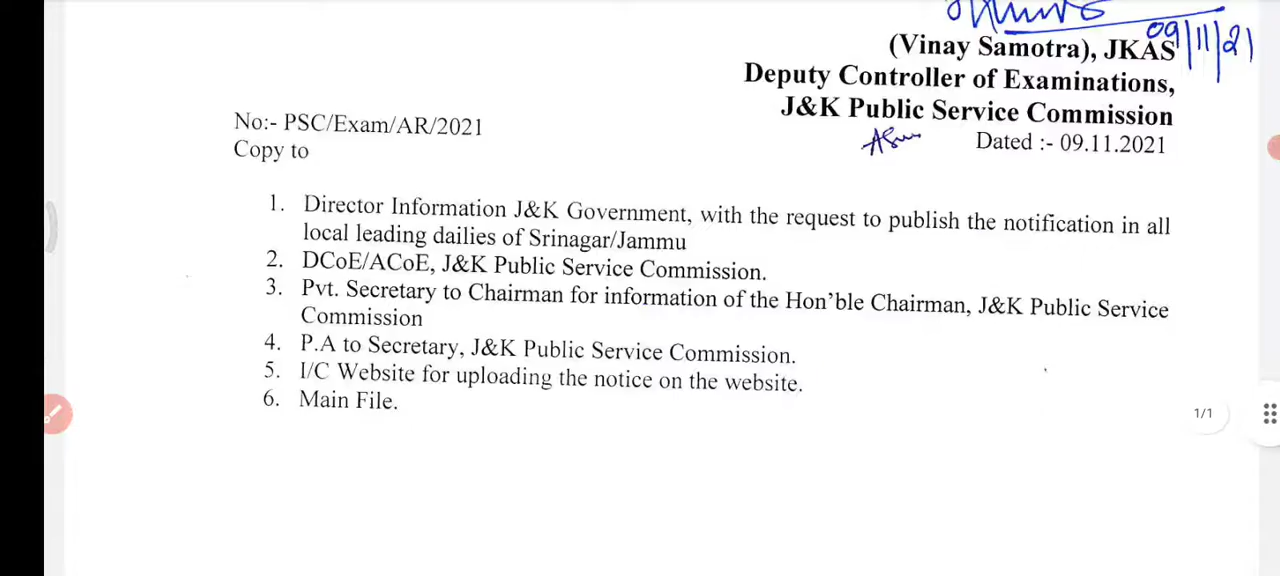 09/11/21
(Vinay Samotra), JKAS
Deputy Controller of Examinations,
J&K Public Service Commission
No:- PSC/Exam/AR/2021
Dated :- 09.11.2021
Copy to
1. Director Information J&K Government, with the request to publish the notification in all
local leading dailies of Srinagar/Jammu
2. DCoE/ACoE, J&K Public Service Commission.
3. Pvt. Secretary to Chairman for information of the Hon'ble Chairman, J&K Public Service
Commission
4. P.A to Secretary, J&K Public Service Commission.
5. I/C Website for uploading the notice on the website.
6. Main File.
1/1